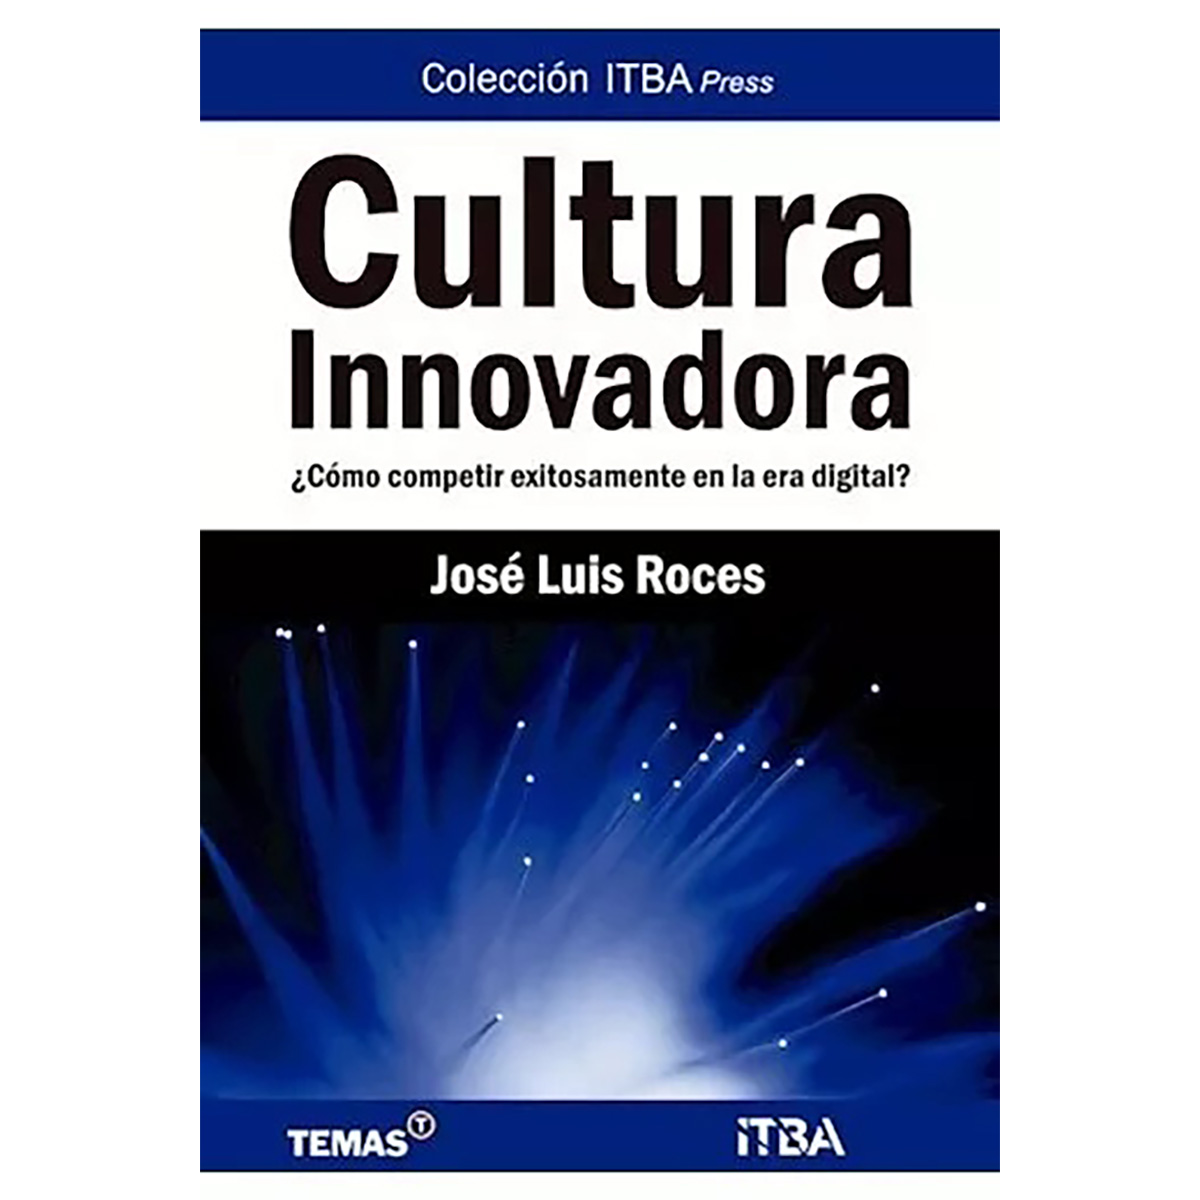 Colección ITBA Press
Cultura
Innovadora
¿Cómo competir exitosamente en la era digital?
José Luis Roces
TEMAS T
ITBA